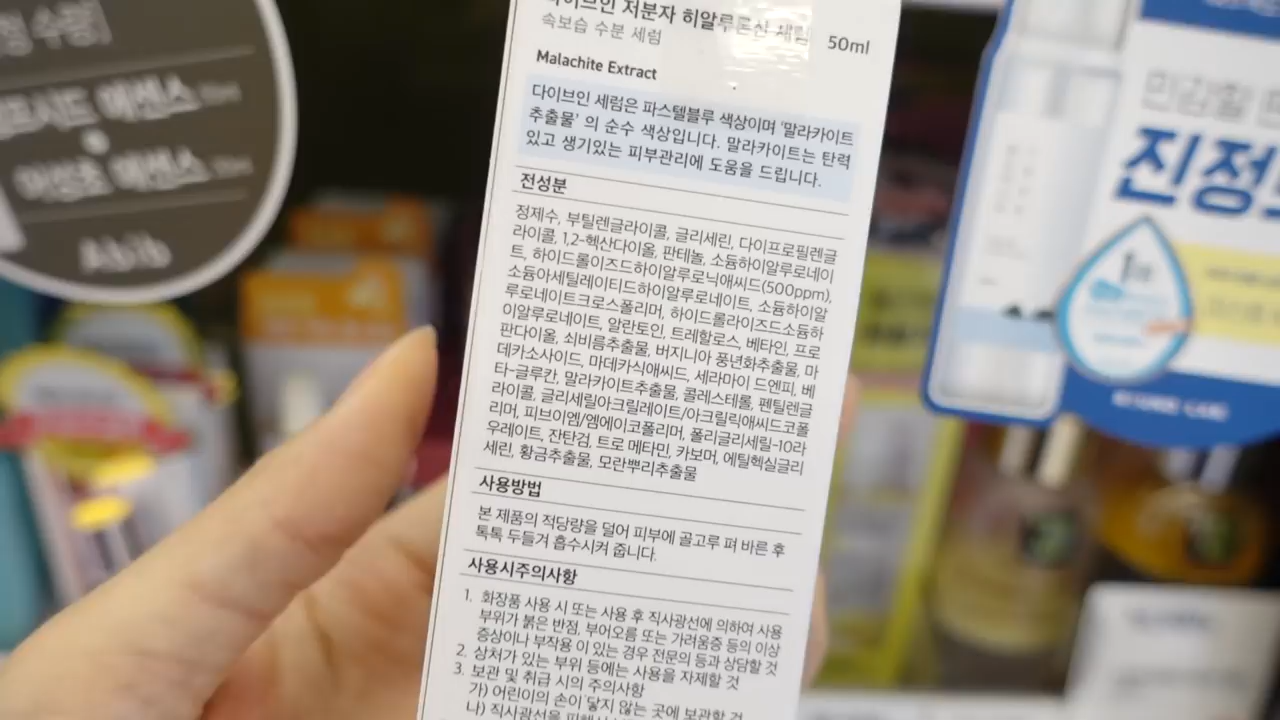 다이브인 저분자 히알루론산 세럼 50ml
속보습 수분 세럼
Malachite Extract
다이브인 세럼은 파스텔블루 색상이며 '말라카이트
추출물' 의 순수 색상입니다. 말라카이트는 탄력
있고 생기있는 피부관리에 도움을 드립니다.
전성분
정제수, 부틸렌글라이콜, 글리세린, 다이프로필렌글
라이콜, 1,2-헥산다이올, 판테놀, 소듐하이알루로네이
트, 하이드롤이즈드하이알루로닉애씨드(500ppm),
소듐아세틸레이티드하이알루로네이트, 소듐하이알
루로네이트크로스폴리머, 하이드롤라이즈드소듐하
이알루로네이트, 알란토인, 트레할로스, 베타인, 프로
판다이올, 쇠비름추출물, 버지니아 풍년화추출물, 마
데카소사이드, 마데카식애씨드, 세라마이 드엔피, 베
타-글루칸, 말라카이트추출물, 콜레스테롤, 펜틸렌글
라이콜, 글리세릴아크릴레이트/아크릴릭애씨드코폴
리머, 피브이엠/엠에이코폴리머, 폴리글리세릴-10라
우레이트, 잔탄검, 트로 메타민, 카보머, 에틸헥실글리
세린, 황금추출물, 모란뿌리추출물
사용방법
본 제품의 적당량을 덜어 피부에 골고루 펴 바른 후
톡톡 두들겨 흡수시켜 줍니다.
사용시주의사항
1. 화장품 사용 시 또는 사용 후 직사광선에 의하여 사용
부위가 붉은 반점, 부어오름 또는 가려움증 등의 이상
증상이나 부작용 이 있는 경우 전문의 등과 상담할 것
2. 상처가 있는 부위 등에는 사용을 자제할 것
3. 보관 및 취급 시의 주의사항
가) 어린이의 손이 닿지 않는 곳에 보관할 것
나) 직사광선을 피해서
에센스
어성초 에센스
Abib
민감할
진정